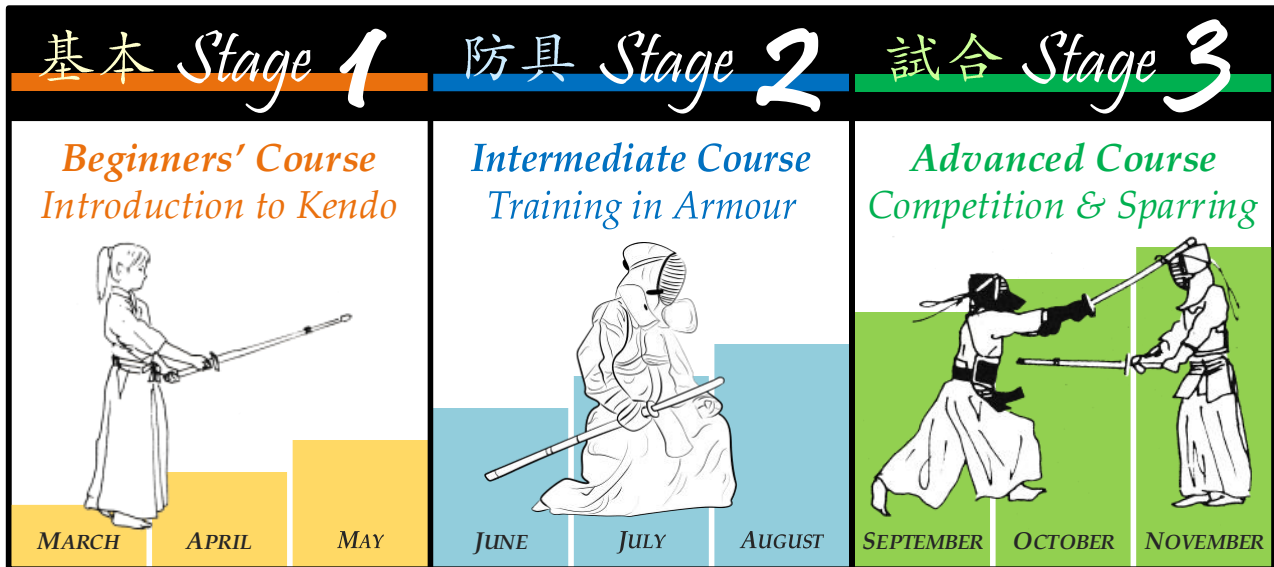 基本 Stage 1
Beginners' Course
Introduction to Kendo
MARCH
APRIL
MAY
防具 Stage 2
Intermediate Course
Training in Armour
JUNE
JULY
AUGUST
試合 Stage 3
Advanced Course
Competition & Sparring
SEPTEMBER
OCTOBER
NOVEMBER